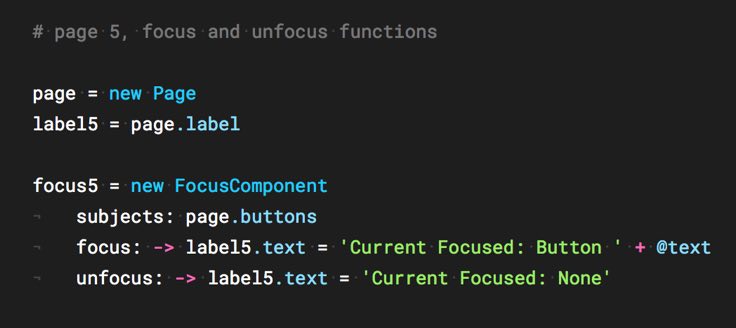 # page 5, focus and unfocus functions
page = new Page
label5 = page.label
focus5 = new FocusComponent
¬ subjects: page.buttons
¬ focus: -> label5.text = 'Current Focused: Button ' + @text
¬ unfocus: -> label5.text = 'Current Focused: None'